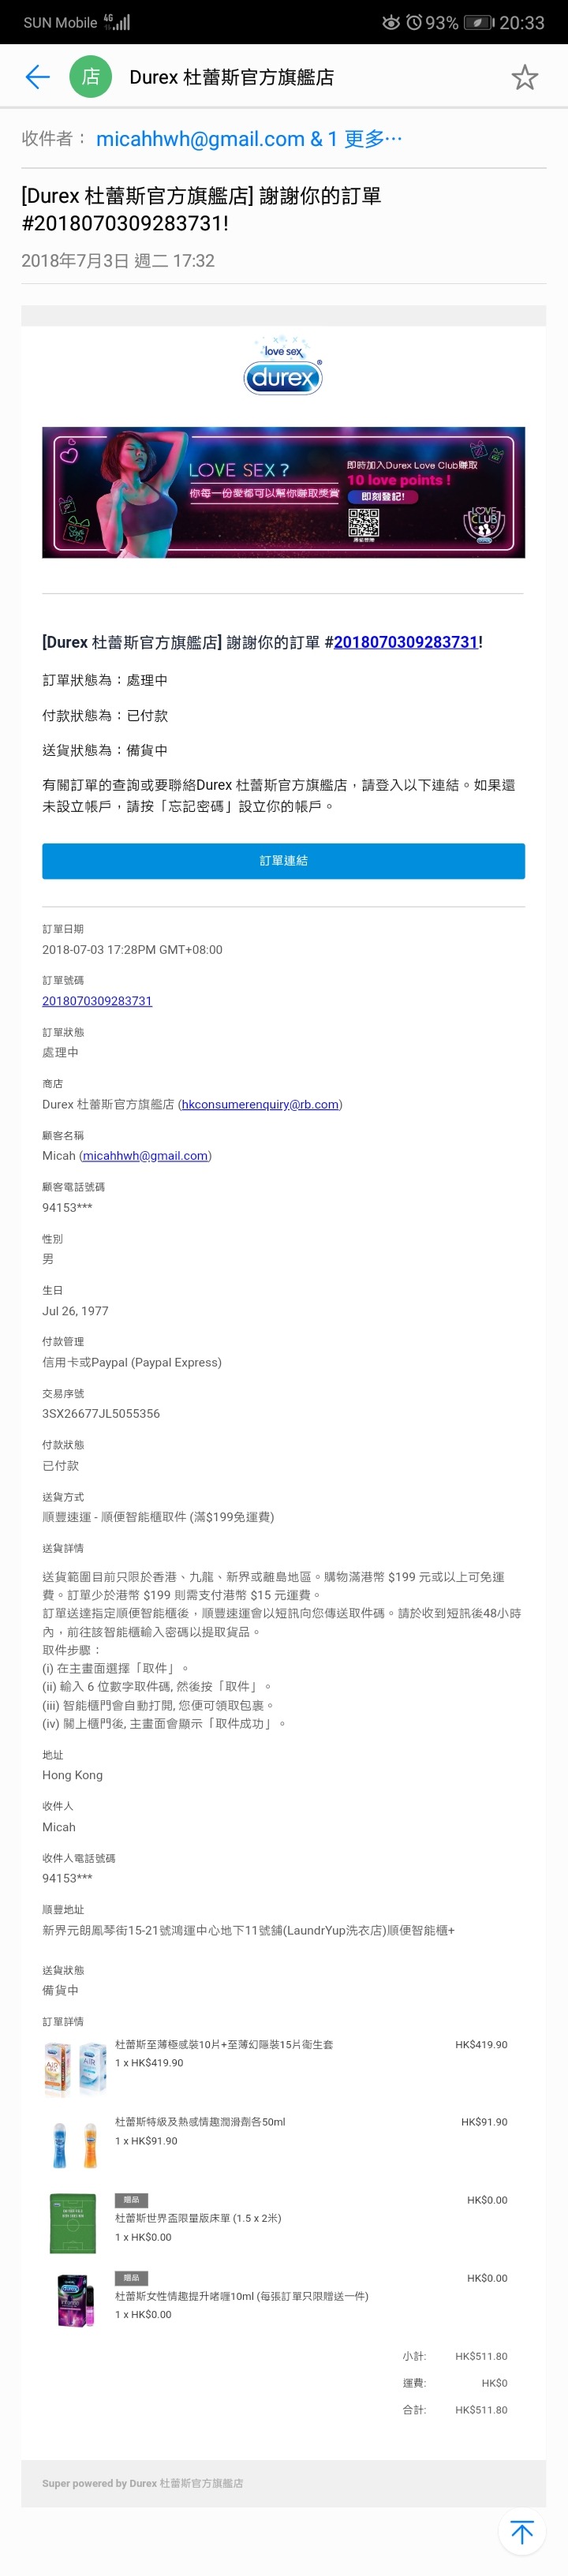 SUN Mobile 4G 93% 20:33
店 Durex 杜蕾斯官方旗艦店
收件者： micahhwh@gmail.com & 1 更多…
[Durex 杜蕾斯官方旗艦店] 謝謝你的訂單
#2018070309283731!
2018年7月3日 週二 17:32
love sex
durex
LOVE SEX ?
你每一份愛都可以幫你賺取獎賞
即時加入Durex Love Club賺取
10 love points !
即刻登記!
LOVE
CLUB
[Durex 杜蕾斯官方旗艦店] 謝謝你的訂單 #2018070309283731!
訂單狀態為：處理中
付款狀態為：已付款
送貨狀態為：備貨中
有關訂單的查詢或要聯絡Durex 杜蕾斯官方旗艦店，請登入以下連結。如果還
未設立帳戶，請按「忘記密碼」設立你的帳戶。
訂單連結
訂單日期
2018-07-03 17:28PM GMT+08:00
訂單號碼
2018070309283731
訂單狀態
處理中
商店
Durex 杜蕾斯官方旗艦店 (hkconsumerenquiry@rb.com)
顧客名稱
Micah (micahhwh@gmail.com)
顧客電話號碼
94153***
性別
男
生日
Jul 26, 1977
付款管理
信用卡或Paypal (Paypal Express)
交易序號
3SX26677JL5055356
付款狀態
已付款
送貨方式
順豐速運 - 順便智能櫃取件 (滿$199免運費)
送貨詳情
送貨範圍目前只限於香港、九龍、新界或離島地區。購物滿港幣 $199 元或以上可免運
費。訂單少於港幣 $199 則需支付港幣 $15 元運費。
訂單送達指定順便智能櫃後，順豐速運會以短訊向您傳送取件碼。請於收到短訊後48小時
內，前往該智能櫃輸入密碼以提取貨品。
取件步驟：
(i) 在主畫面選擇「取件」。
(ii) 輸入 6 位數字取件碼, 然後按「取件」。
(iii) 智能櫃門會自動打開, 您便可領取包裹。
(iv) 關上櫃門後, 主畫面會顯示「取件成功」。
地址
Hong Kong
收件人
Micah
收件人電話號碼
94153***
順豐地址
新界元朗鳳琴街15-21號鴻運中心地下11號舖(LaundrYup洗衣店)順便智能櫃+
送貨狀態
備貨中
訂單詳情
杜蕾斯至薄極感裝10片+至薄幻隱裝15片衞生套 HK$419.90
1 x HK$419.90
杜蕾斯特級及熱感情趣潤滑劑各50ml HK$91.90
1 x HK$91.90
贈品 HK$0.00
杜蕾斯世界盃限量版床單 (1.5 x 2米)
1 x HK$0.00
贈品 HK$0.00
杜蕾斯女性情趣提升啫喱10ml (每張訂單只限贈送一件)
1 x HK$0.00
小計: HK$511.80
運費: HK$0
合計: HK$511.80
Super powered by Durex 杜蕾斯官方旗艦店